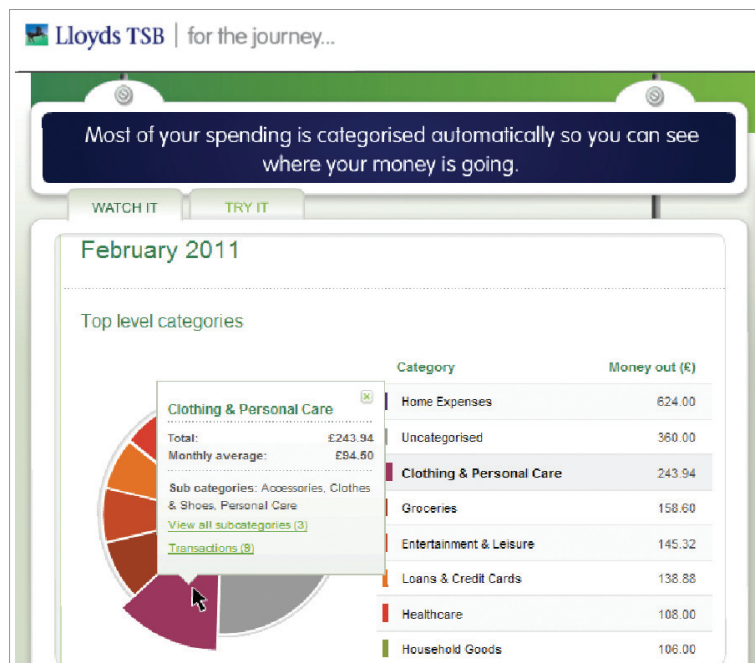 Lloyds TSB | for the journey...
Most of your spending is categorised automatically so you can see
where your money is going.
WATCH IT
TRY IT
February 2011
Top level categories
Category Money out (£)
Home Expenses 624.00
Uncategorised 360.00
Clothing & Personal Care 243.94
Groceries 158.60
Entertainment & Leisure 145.32
Loans & Credit Cards 138.88
Healthcare 108.00
Household Goods 106.00
Clothing & Personal Care
Total: £243.94
Monthly average: £94.50
Sub categories: Accessories, Clothes
& Shoes, Personal Care
View all subcategories (3)
Transactions (8)